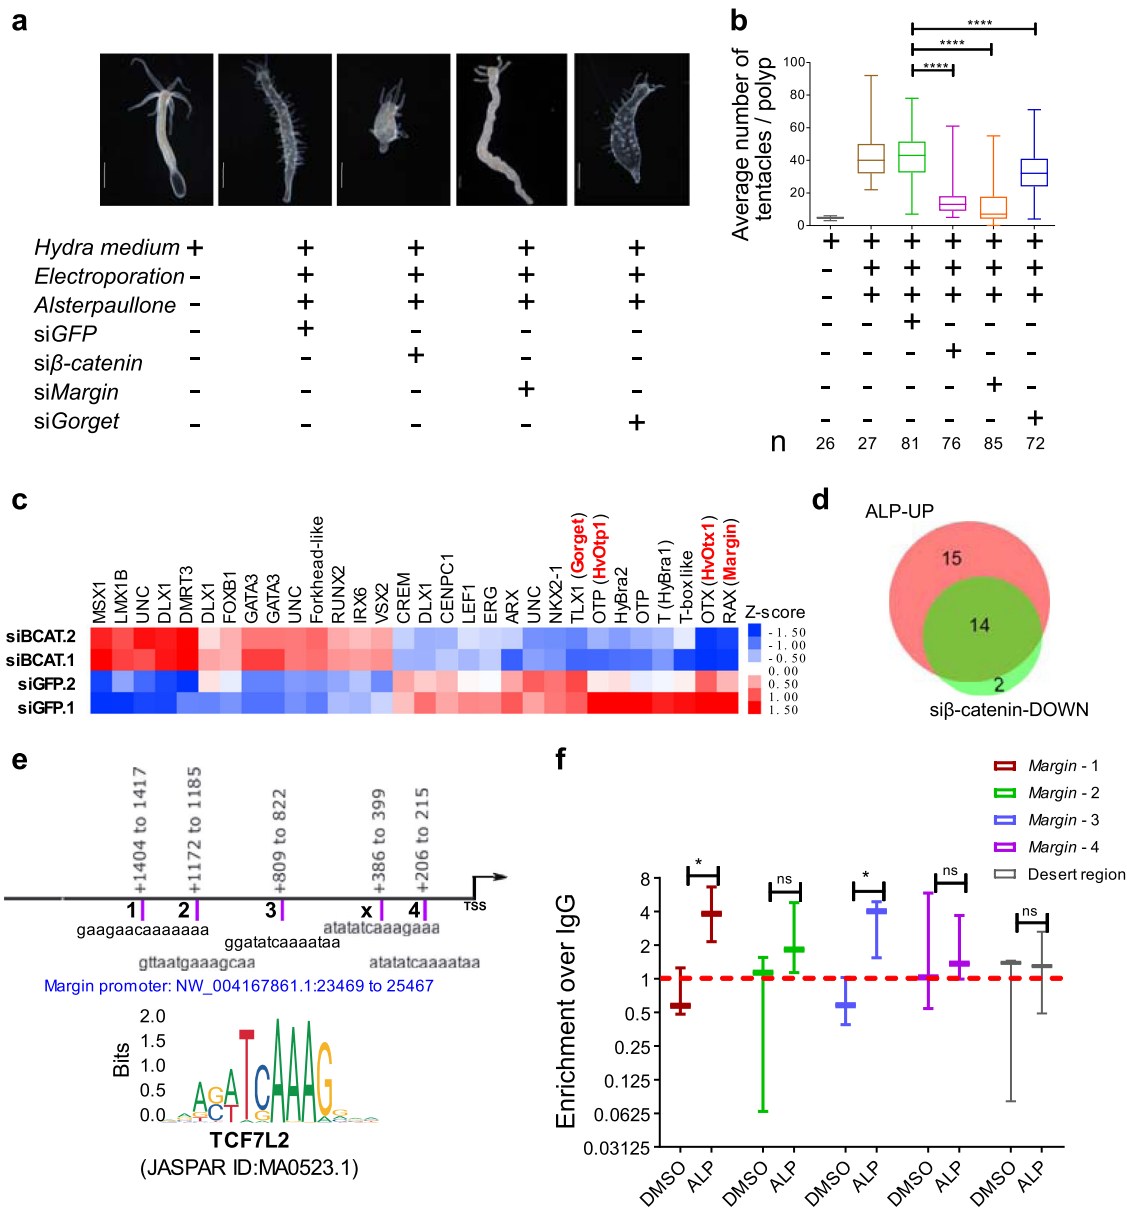 a
Hydra medium + + + + +
Electroporation - + + + +
Alsterpaullone - + + + +
siGFP - + - - -
siβ-catenin - - + - -
siMargin - - - + -
siGorget - - - - +
b
****
****
****
Average number of
tentacles / polyp
100
80
60
40
20
0
+ + + + + +
- + + + + +
- + + + + +
- - + - - -
- - - + - -
- - - - + -
- - - - - +
n 26 27 81 76 85 72
c
MSX1
LMX1B
UNC
DLX1
DMRT3
DLX1
FOXB1
GATA3
GATA3
UNC
Forkhead-like
RUNX2
IRX6
VSX2
CREM
DLX1
CENPC1
LEF1
ERG
ARX
UNC
NKX2-1
TLX1 (Gorget)
OTP (HvOtp1)
HyBra2
OTP
T (HyBra1)
T-box like
OTX (HvOtx1)
RAX (Margin)
siBCAT.2
siBCAT.1
siGFP.2
siGFP.1
Z-score
-1.50
-1.00
-0.50
0.00
0.50
1.00
1.50
d
ALP-UP
15
14
2
siβ-catenin-DOWN
e
+1404 to 1417
+1172 to 1185
+809 to 822
+386 to 399
+206 to 215
1 2 3 x 4
TSS
gaagaacaaaaaaa
atatatcaaagaaa
ggatatcaaaataa
gttaatgaaagcaa
atatatcaaaataa
Margin promoter: NW_004167861.1:23469 to 25467
Bits
2.0
1.5
1.0
0.5
0.0
TCF7L2
(JASPAR ID:MA0523.1)
f
Margin - 1
Margin - 2
Margin - 3
Margin - 4
Desert region
Enrichment over IgG
8
4
2
1
0.5
0.25
0.125
0.0625
0.03125
* ns * ns ns
DMSO ALP DMSO ALP DMSO ALP DMSO ALP DMSO ALP